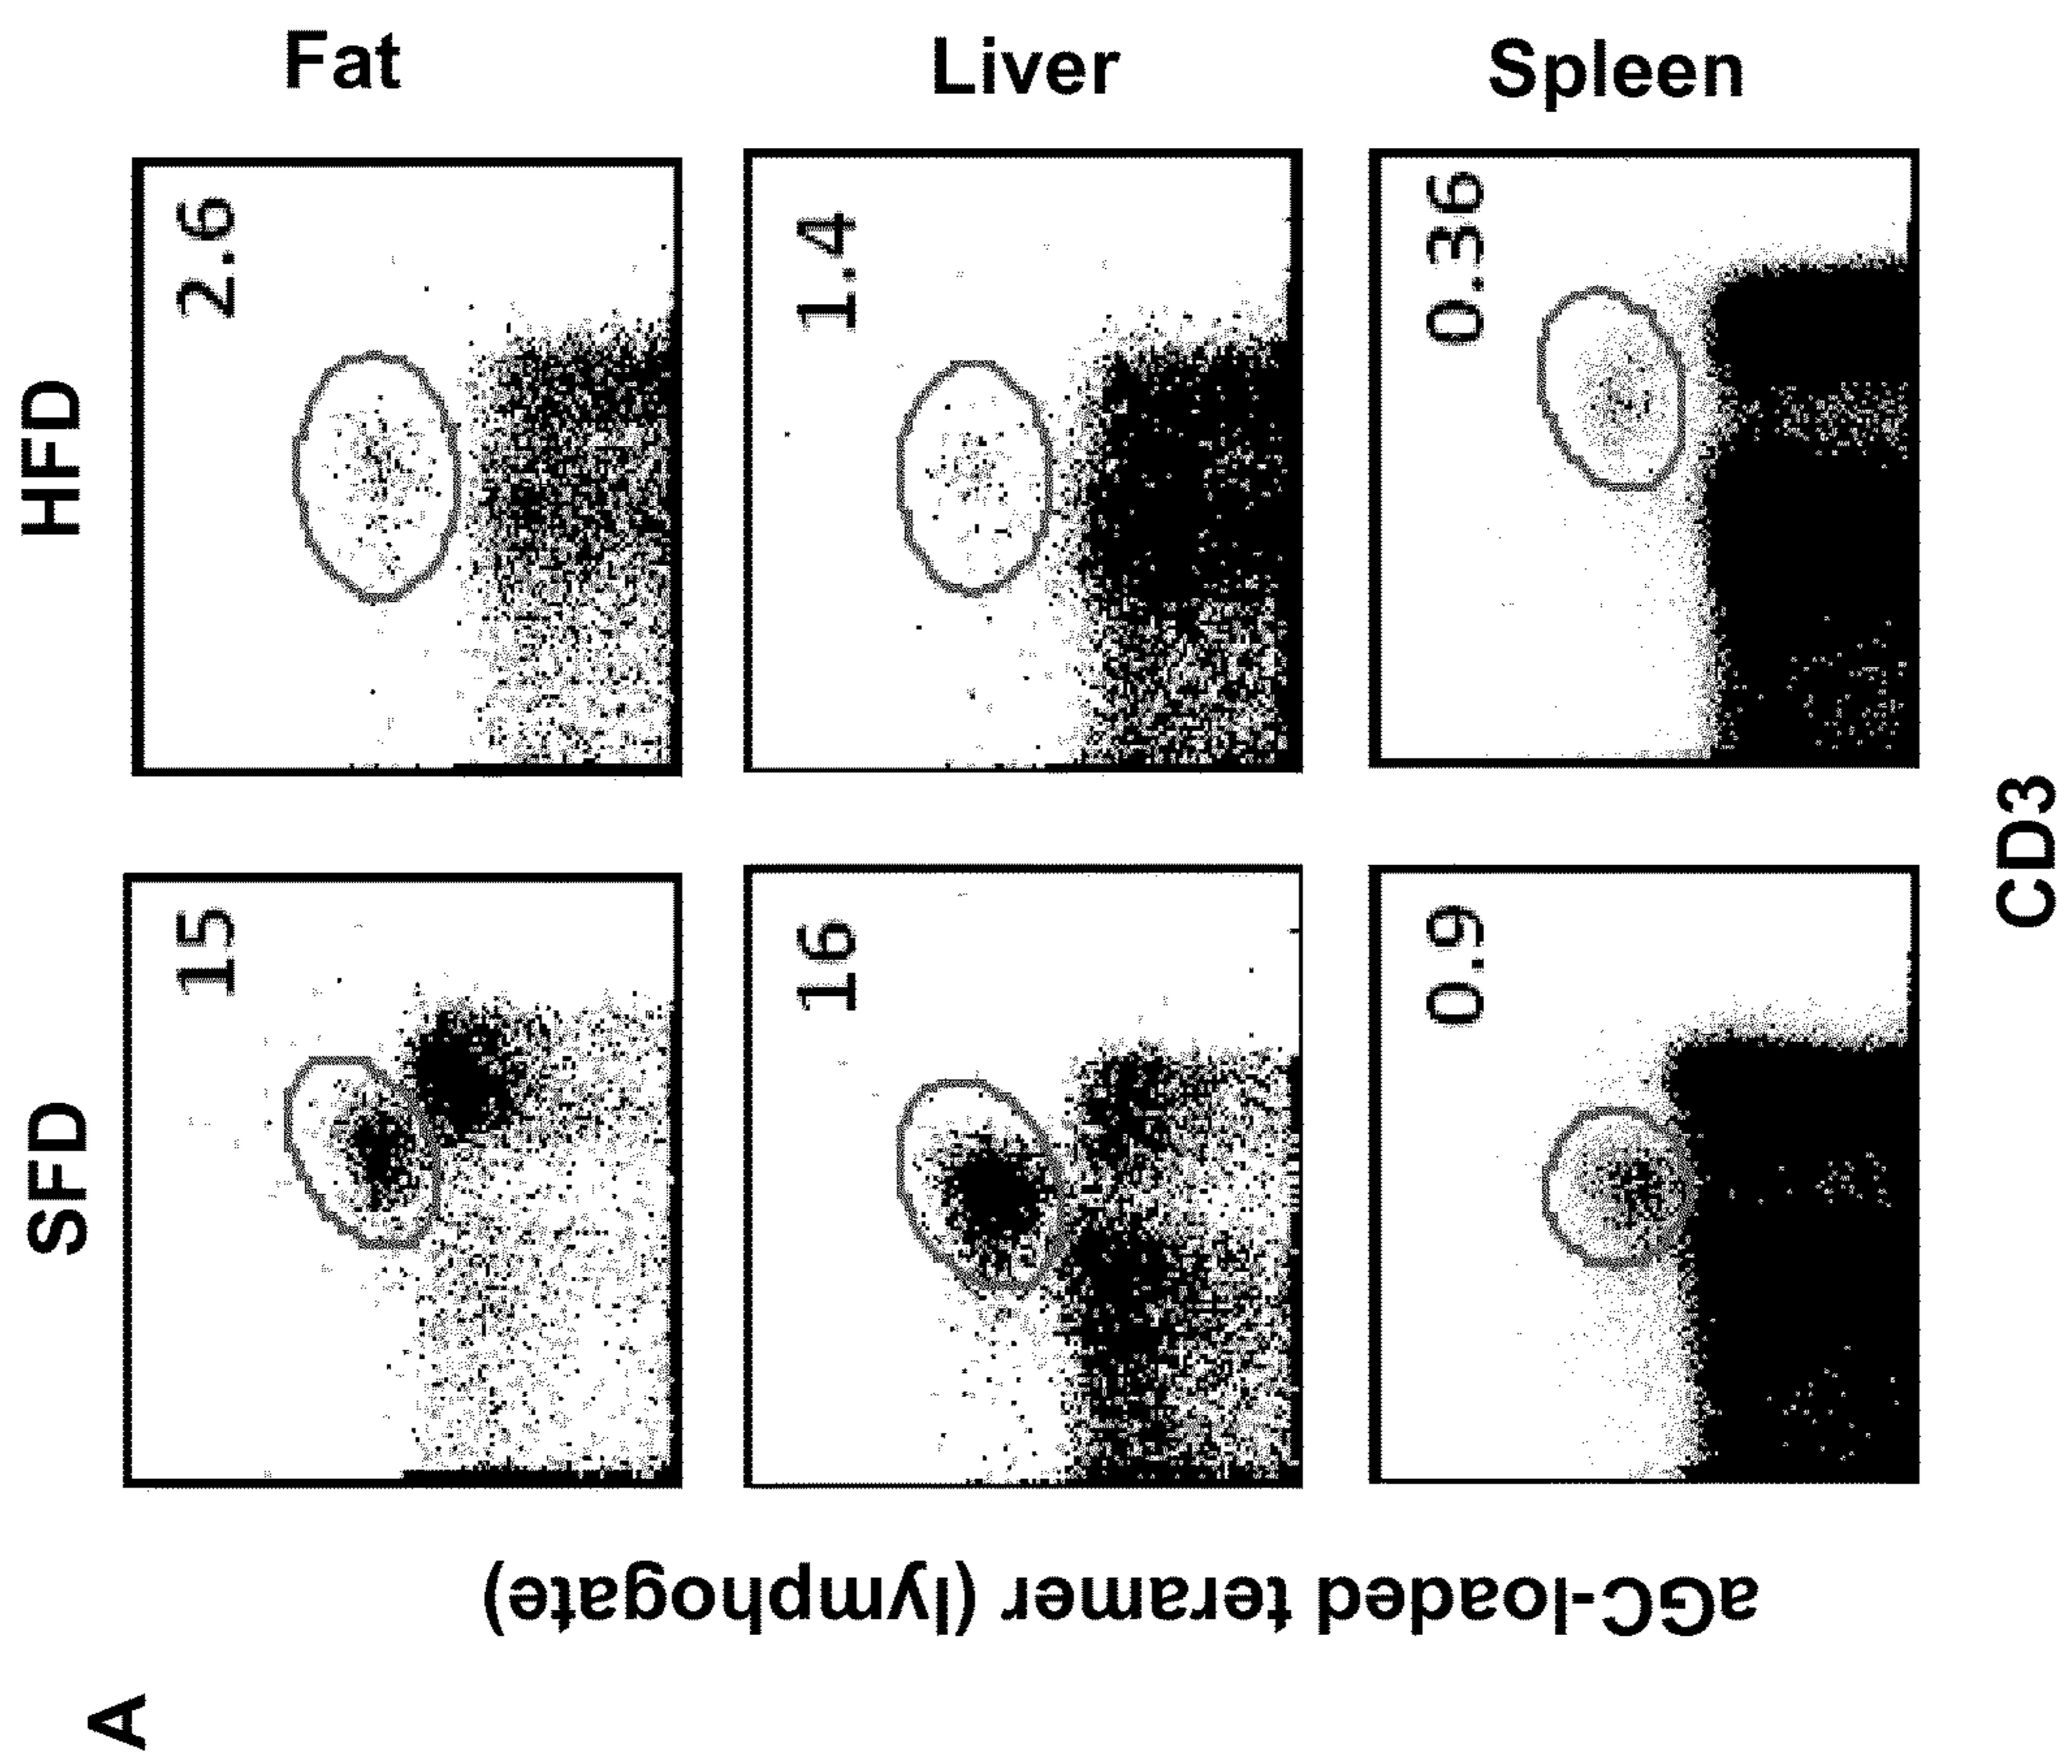 A
SFD
HFD
15
2.6
Fat
16
1.4
Liver
0.9
0.36
Spleen
aGC-loaded teramer (lymphogate)
CD3